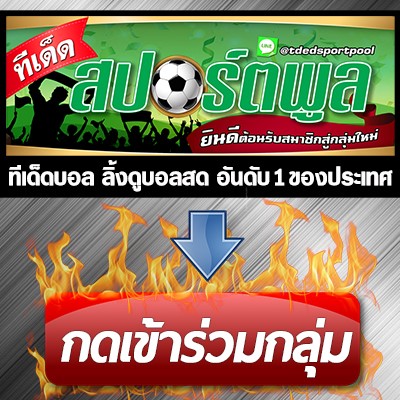 LINE @tdedsportpool
ทีเด็ด
สปอร์ตพูล
ยินดีต้อนรับสมาชิกสู่กลุ่มใหม่
ทีเด็ดบอล ลิ้งดูบอลสด อันดับ 1 ของประเทศ
กดเข้าร่วมกลุ่ม